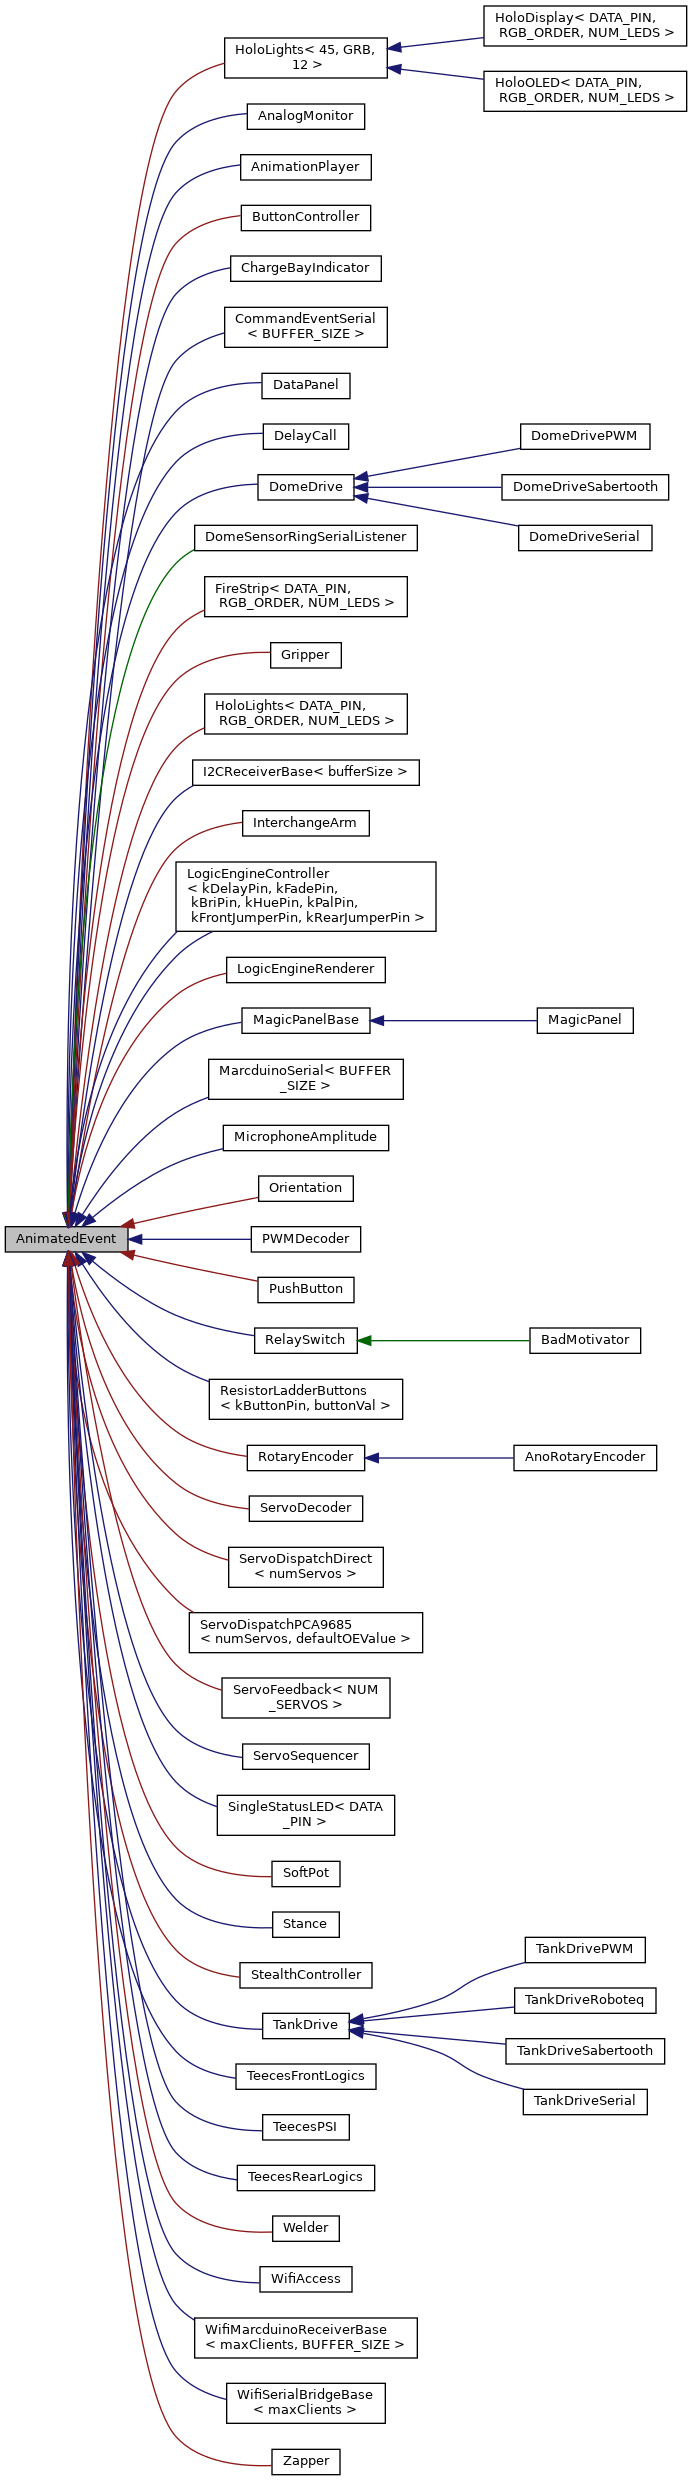 HoloLights< 45, GRB,
12 >
HoloDisplay< DATA_PIN,
RGB_ORDER, NUM_LEDS >
HoloOLED< DATA_PIN,
RGB_ORDER, NUM_LEDS >
AnalogMonitor
AnimationPlayer
ButtonController
ChargeBayIndicator
CommandEventSerial
< BUFFER_SIZE >
DataPanel
DelayCall
DomeDrive
DomeDrivePWM
DomeDriveSabertooth
DomeDriveSerial
DomeSensorRingSerialListener
FireStrip< DATA_PIN,
RGB_ORDER, NUM_LEDS >
Gripper
HoloLights< DATA_PIN,
RGB_ORDER, NUM_LEDS >
I2CReceiverBase< bufferSize >
InterchangeArm
LogicEngineController
< kDelayPin, kFadePin,
kBriPin, kHuePin, kPalPin,
kFrontJumperPin, kRearJumperPin >
LogicEngineRenderer
MagicPanelBase
MagicPanel
MarcduinoSerial< BUFFER
_SIZE >
MicrophoneAmplitude
Orientation
AnimatedEvent
PWMDecoder
PushButton
RelaySwitch
BadMotivator
ResistorLadderButtons
< kButtonPin, buttonVal >
RotaryEncoder
AnoRotaryEncoder
ServoDecoder
ServoDispatchDirect
< numServos >
ServoDispatchPCA9685
< numServos, defaultOEValue >
ServoFeedback< NUM
_SERVOS >
ServoSequencer
SingleStatusLED< DATA
_PIN >
SoftPot
Stance
StealthController
TankDrive
TankDrivePWM
TankDriveRoboteq
TankDriveSabertooth
TankDriveSerial
TeecesFrontLogics
TeecesPSI
TeecesRearLogics
Welder
WifiAccess
WifiMarcduinoReceiverBase
< maxClients, BUFFER_SIZE >
WifiSerialBridgeBase
< maxClients >
Zapper